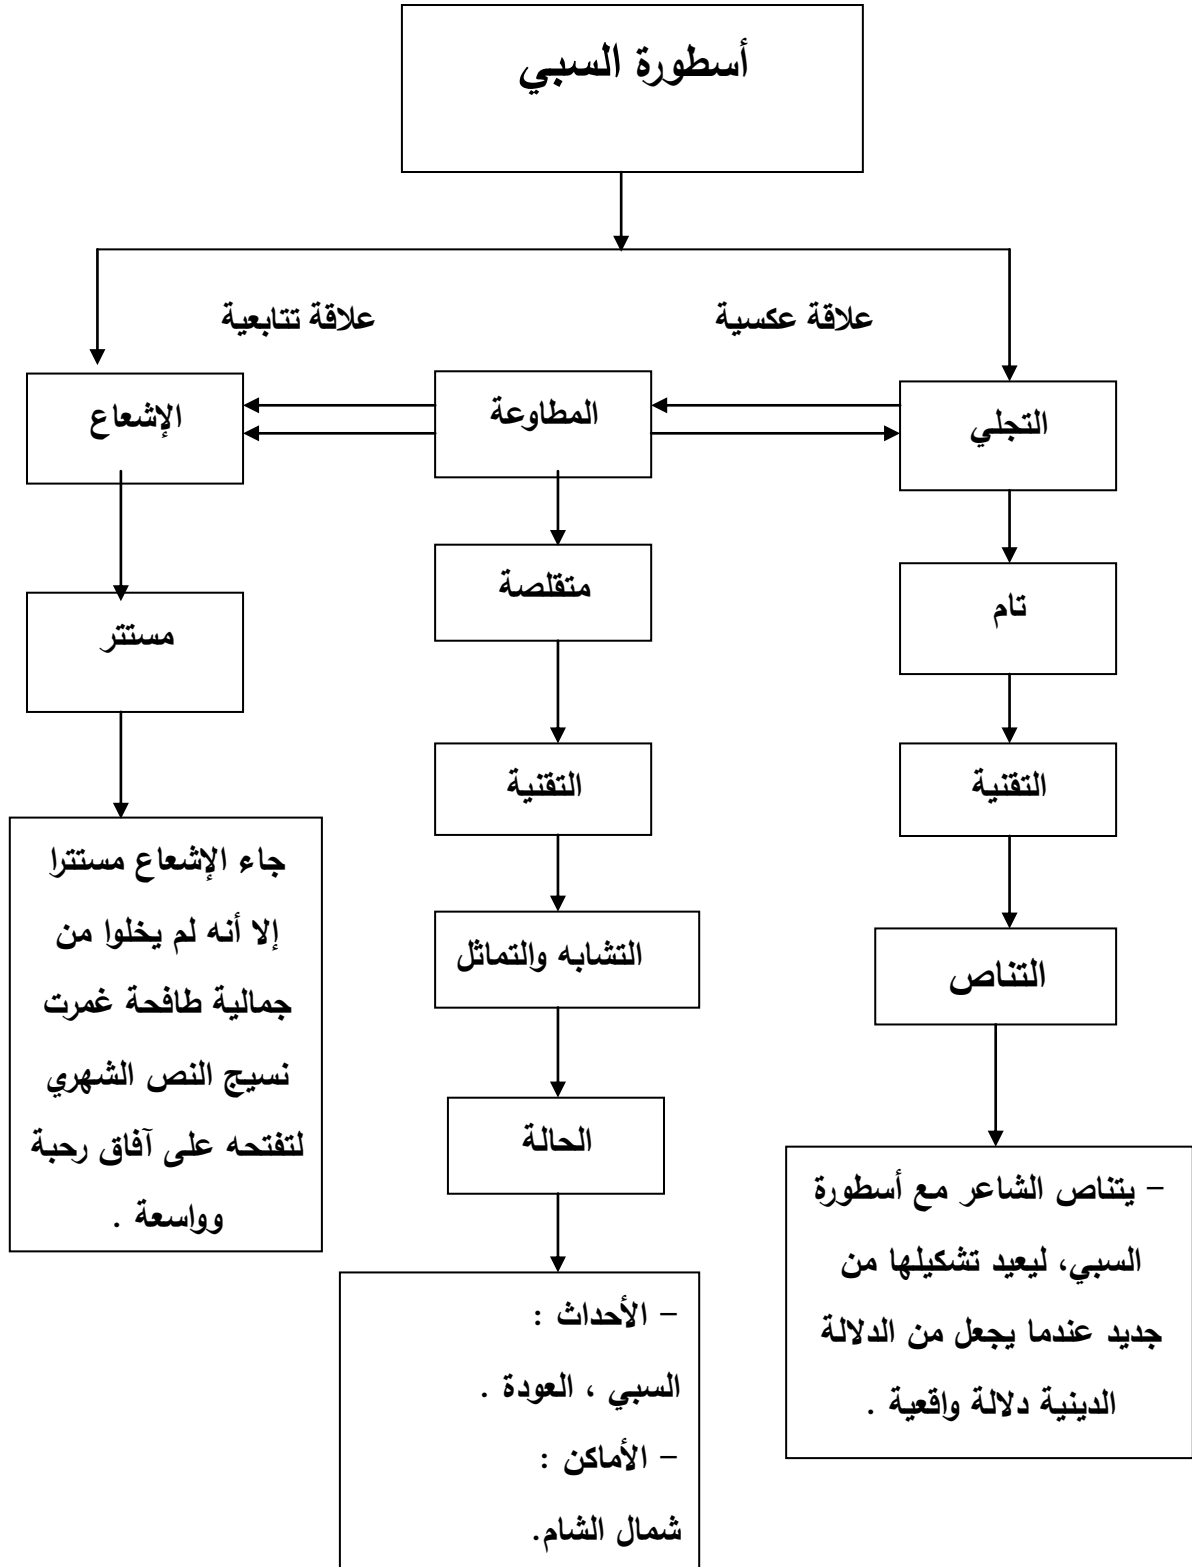 أسطورة السبي
علاقة عكسية
علاقة تتابعية
التجلي
المطاوعة
الإشعاع
تام
متقلصة
مستتر
التقنية
التقنية
التناص
التشابه والتماثل
جاء الإشعاع مستترا
إلا أنه لم يخلوا من
جمالية طافحة غمرت
نسيج النص الشهري
لتفتحه على آفاق رحبة
وواسعة .
الحالة
– يتناص الشاعر مع أسطورة
السبي، ليعيد تشكيلها من
جديد عندما يجعل من الدلالة
الدينية دلالة واقعية .
– الأحداث :
السبي ، العودة .
– الأماكن :
شمال الشام.